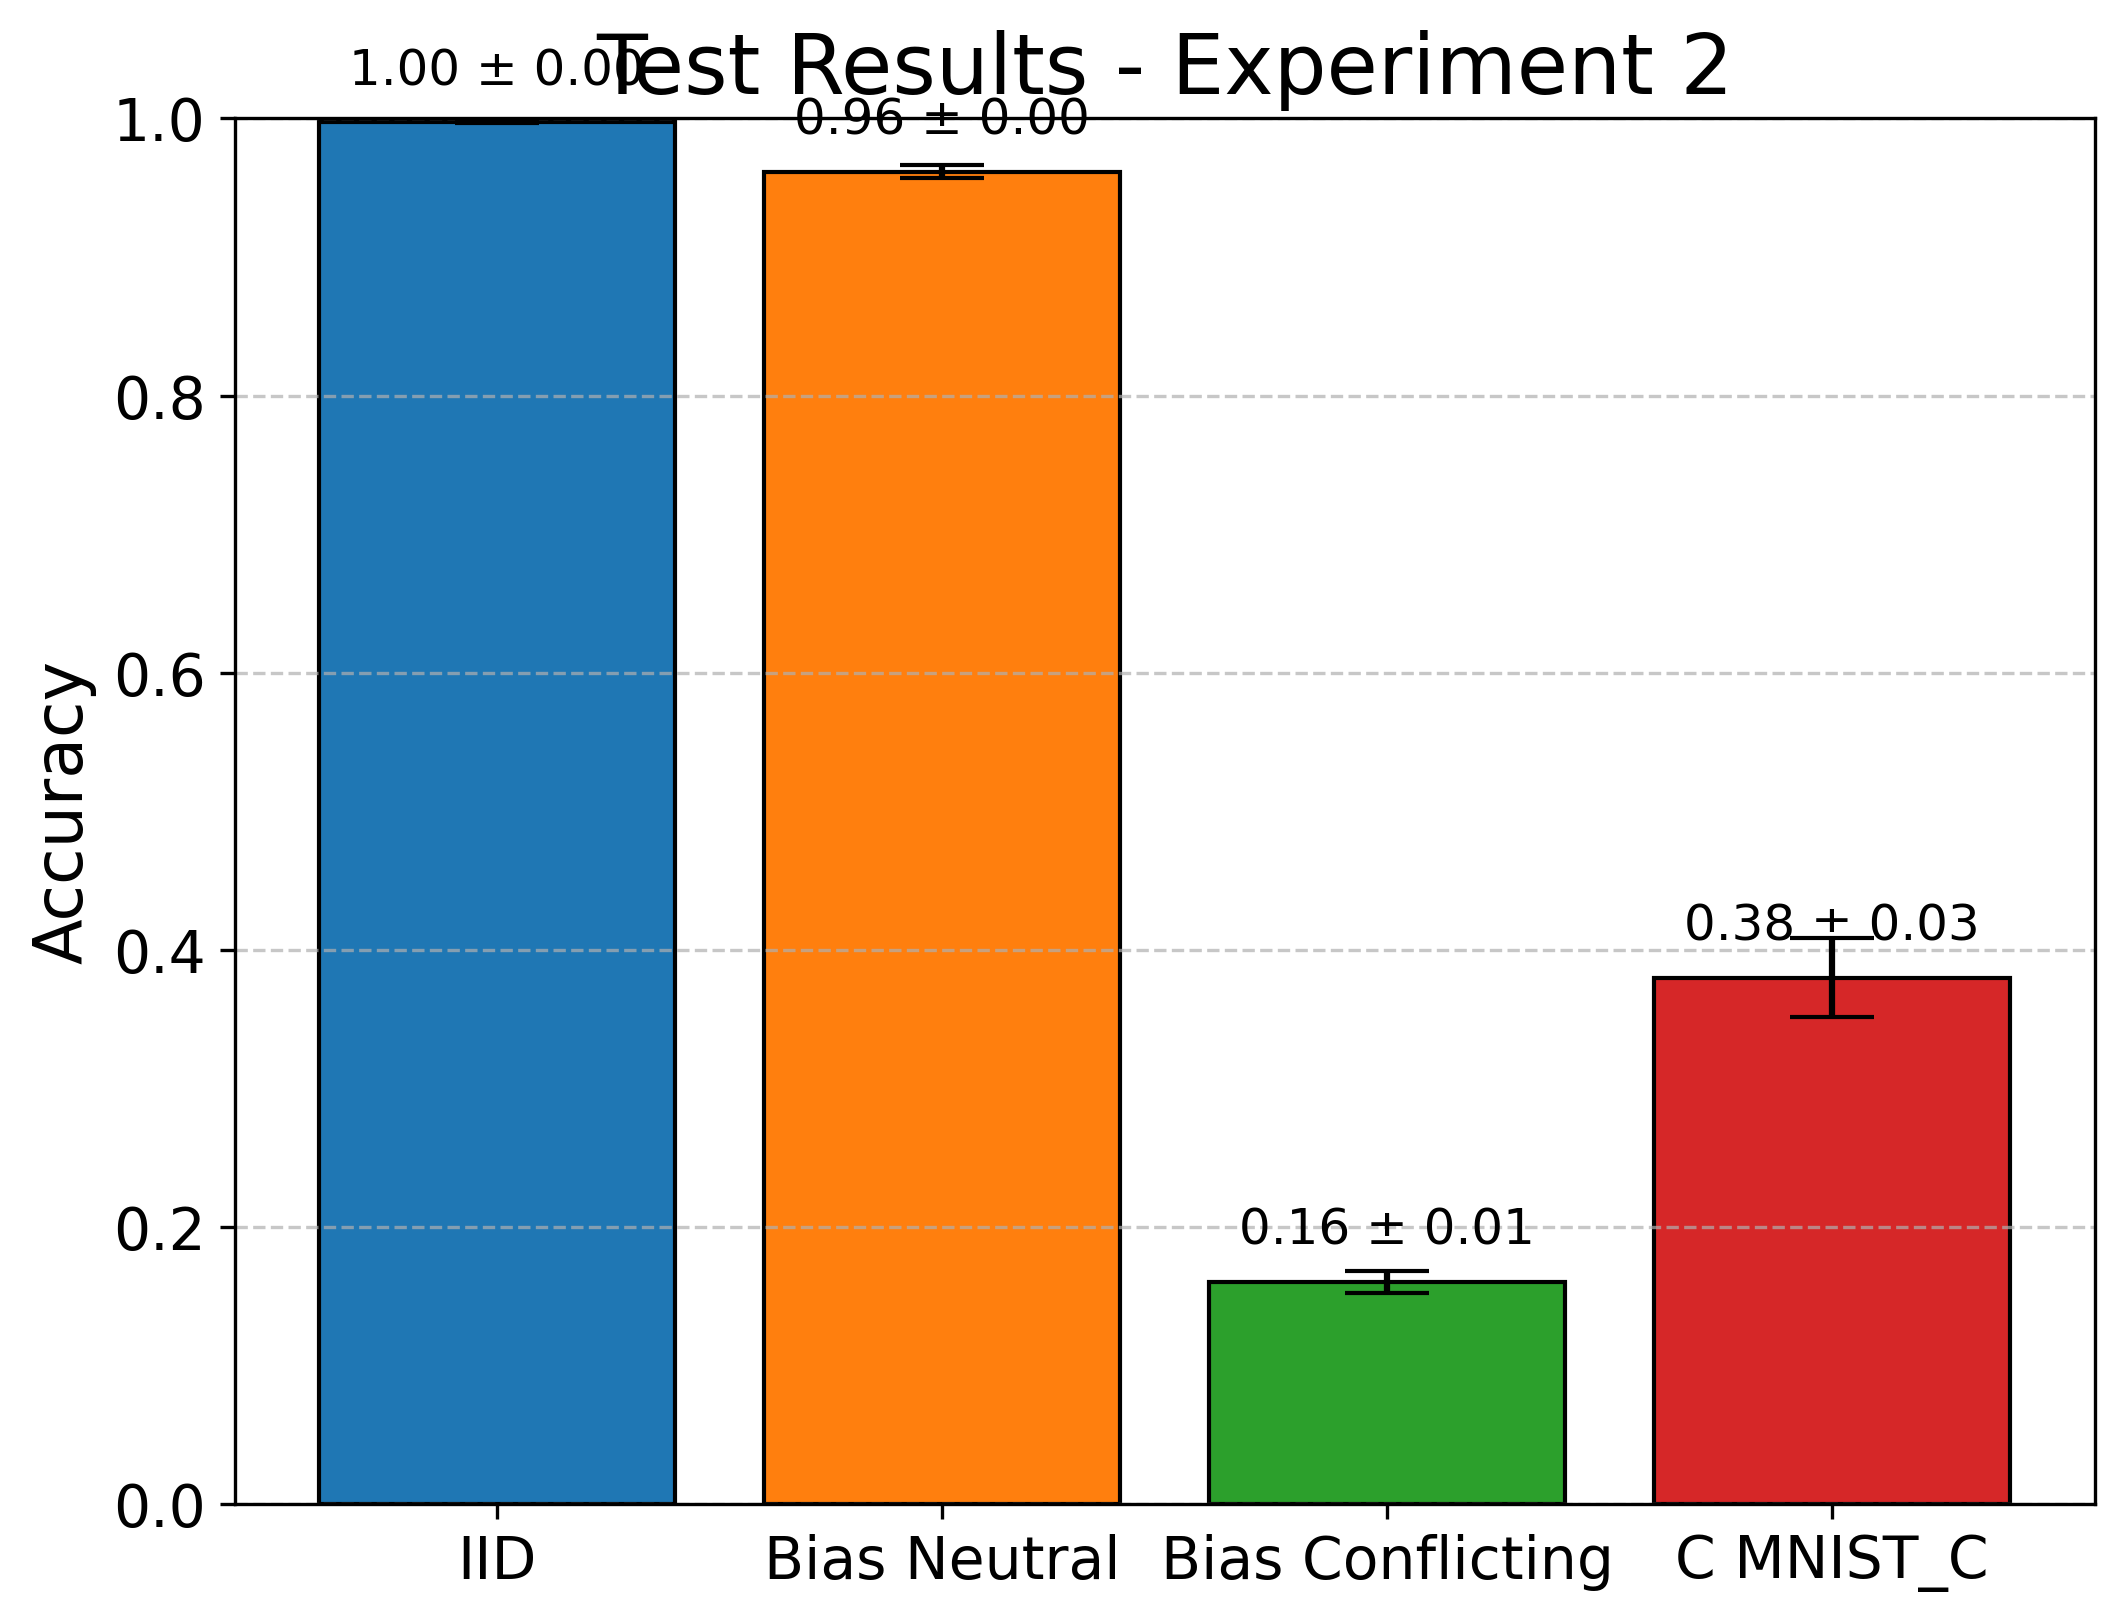 Test Results - Experiment 2
1.00 ± 0.00
0.96 ± 0.00
0.16 ± 0.01
0.38 ± 0.03
Accuracy
1.0
0.8
0.6
0.4
0.2
0.0
IID
Bias Neutral
Bias Conflicting
C MNIST_C